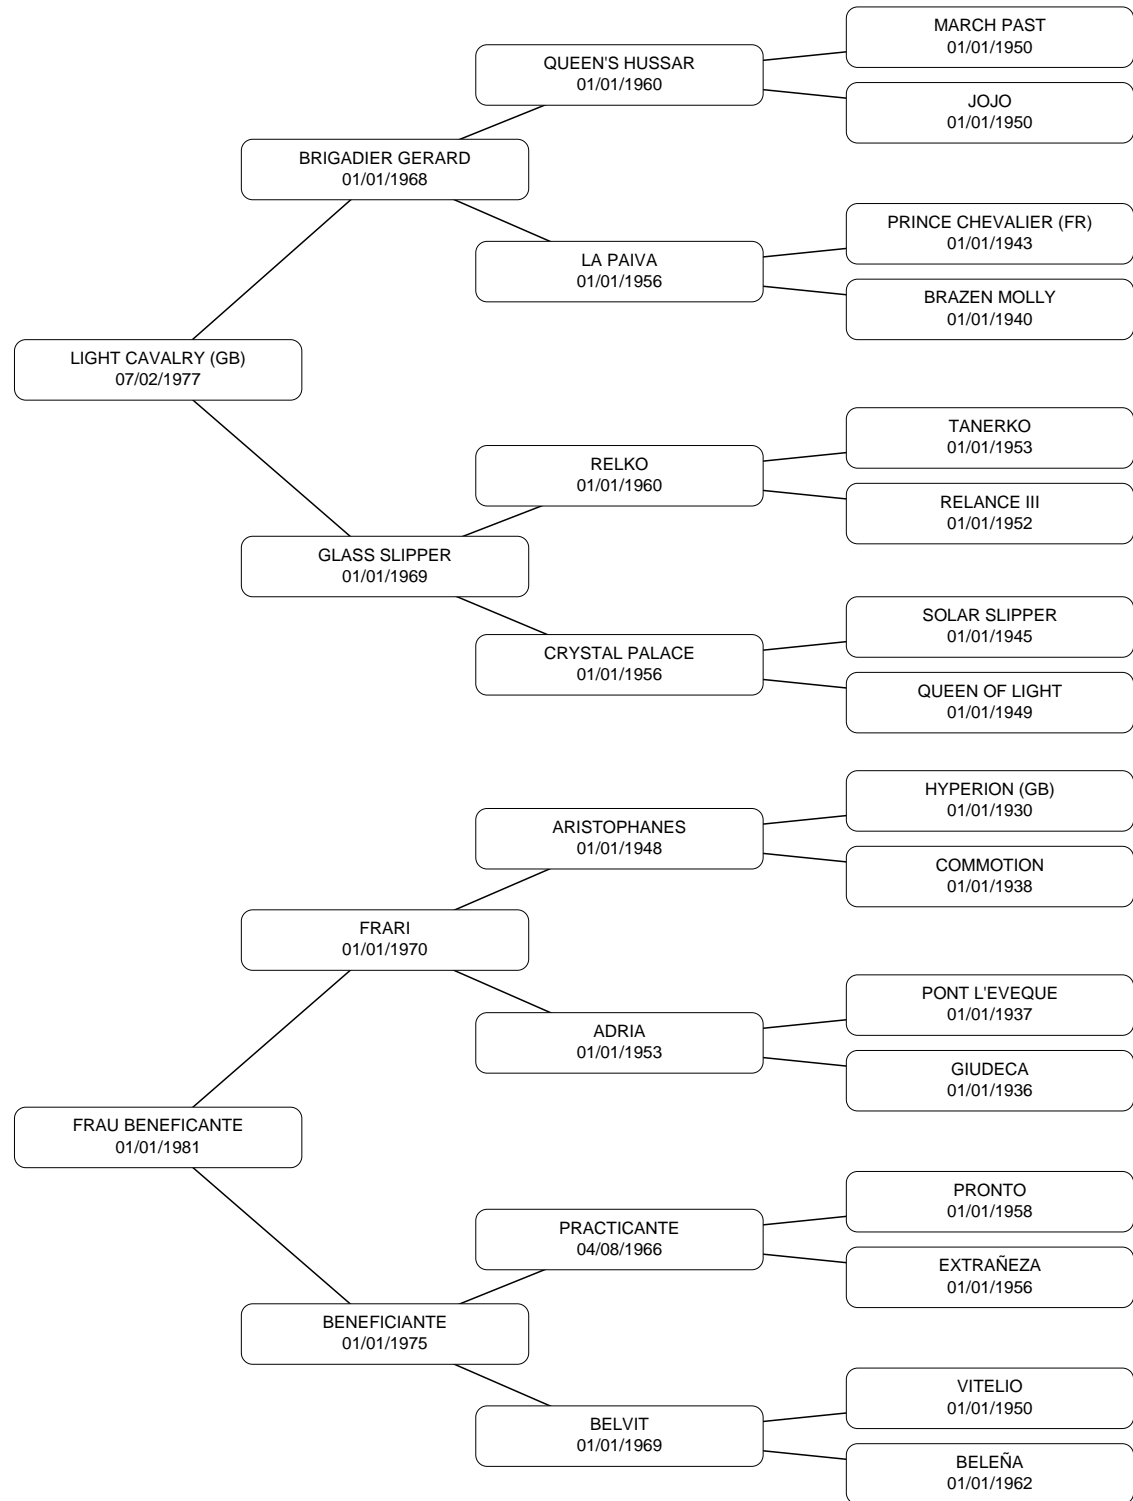 MARCH PAST
01/01/1950
QUEEN'S HUSSAR
01/01/1960
JOJO
01/01/1950
BRIGADIER GERARD
01/01/1968
PRINCE CHEVALIER (FR)
01/01/1943
LA PAIVA
01/01/1956
BRAZEN MOLLY
01/01/1940
LIGHT CAVALRY (GB)
07/02/1977
TANERKO
01/01/1953
RELKO
01/01/1960
RELANCE III
01/01/1952
GLASS SLIPPER
01/01/1969
SOLAR SLIPPER
01/01/1945
CRYSTAL PALACE
01/01/1956
QUEEN OF LIGHT
01/01/1949
HYPERION (GB)
01/01/1930
ARISTOPHANES
01/01/1948
COMMOTION
01/01/1938
FRARI
01/01/1970
PONT L'EVEQUE
01/01/1937
ADRIA
01/01/1953
GIUDECA
01/01/1936
FRAU BENEFICANTE
01/01/1981
PRONTO
01/01/1958
PRACTICANTE
04/08/1966
EXTRAÑEZA
01/01/1956
BENEFICIANTE
01/01/1975
VITELIO
01/01/1950
BELVIT
01/01/1969
BELEÑA
01/01/1962